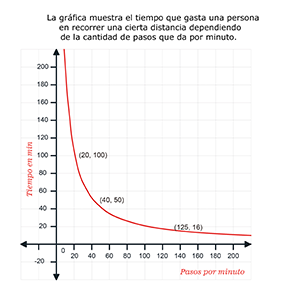 La gráfica muestra el tiempo que gasta una persona
en recorrer una cierta distancia dependiendo
de la cantidad de pasos que da por minuto.
Tiempo en min
200
180
160
140
120
100
80
60
40
20
-20
(20, 100)
(40, 50)
(125, 16)
0 20 40 60 80 100 120 140 160 180 200
Pasos por minuto